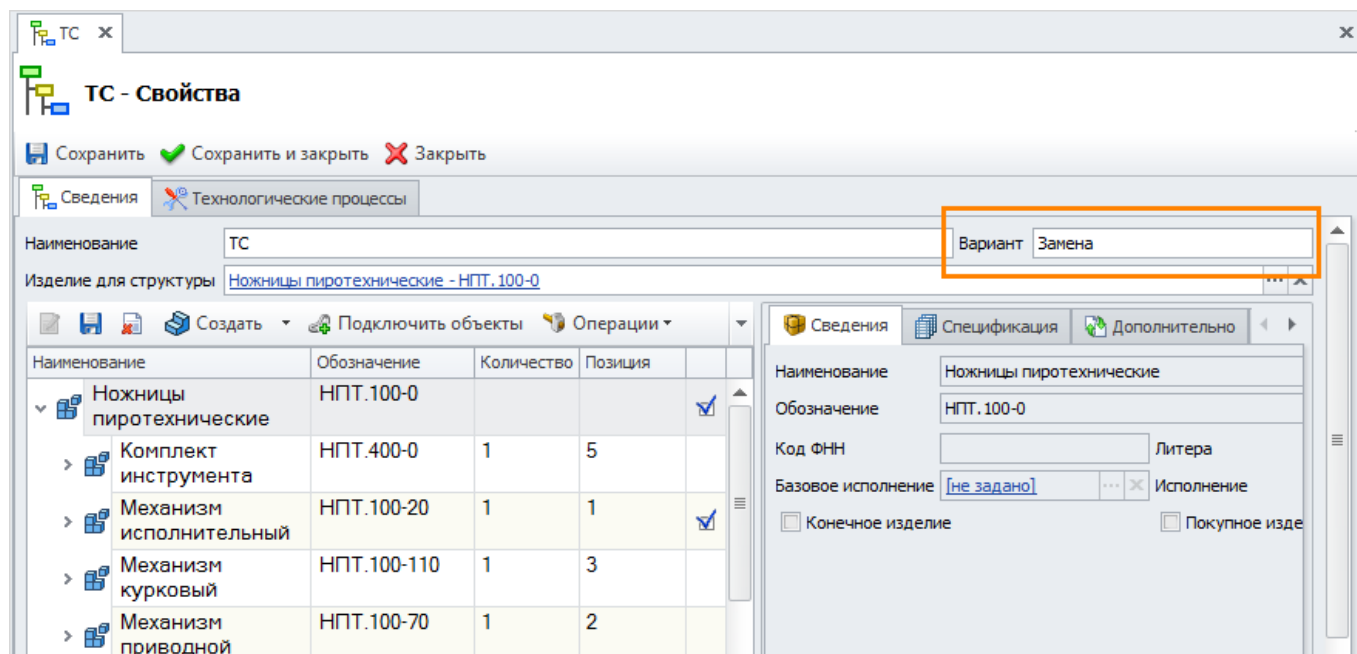 ТС
ТС - Свойства
Сохранить Сохранить и закрыть Закрыть
Сведения Технологические процессы
Наименование ТС Вариант Замена
Изделие для структуры Ножницы пиротехнические - НПТ.100-0
Создать Подключить объекты Операции
Сведения Спецификация Дополнительно
Наименование Обозначение Количество Позиция
Ножницы пиротехнические НПТ.100-0
Комплект инструмента НПТ.400-0 1 5
Механизм исполнительный НПТ.100-20 1 1
Механизм курковый НПТ.100-110 1 3
Механизм приводной НПТ.100-70 1 2
Наименование Ножницы пиротехнические
Обозначение НПТ.100-0
Код ФНН Литера
Базовое исполнение [не задано] Исполнение
Конечное изделие Покупное изде